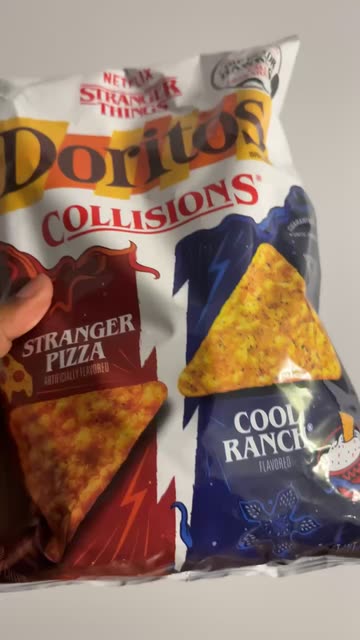 NETFLIX
STRANGER
THINGS
Doritos
COLLISIONS®
STRANGER
PIZZA
ARTIFICIALLY FLAVORED
COOL
RANCH®
FLAVORED